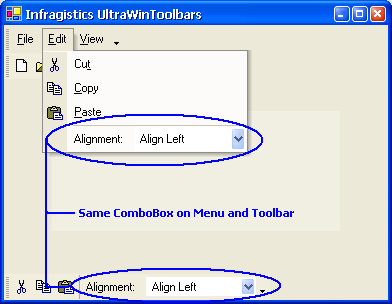 Infragistics UltraWinToolbars
File Edit View
Cut
Copy
Paste
Alignment: Align Left
Same ComboBox on Menu and Toolbar
Alignment: Align Left